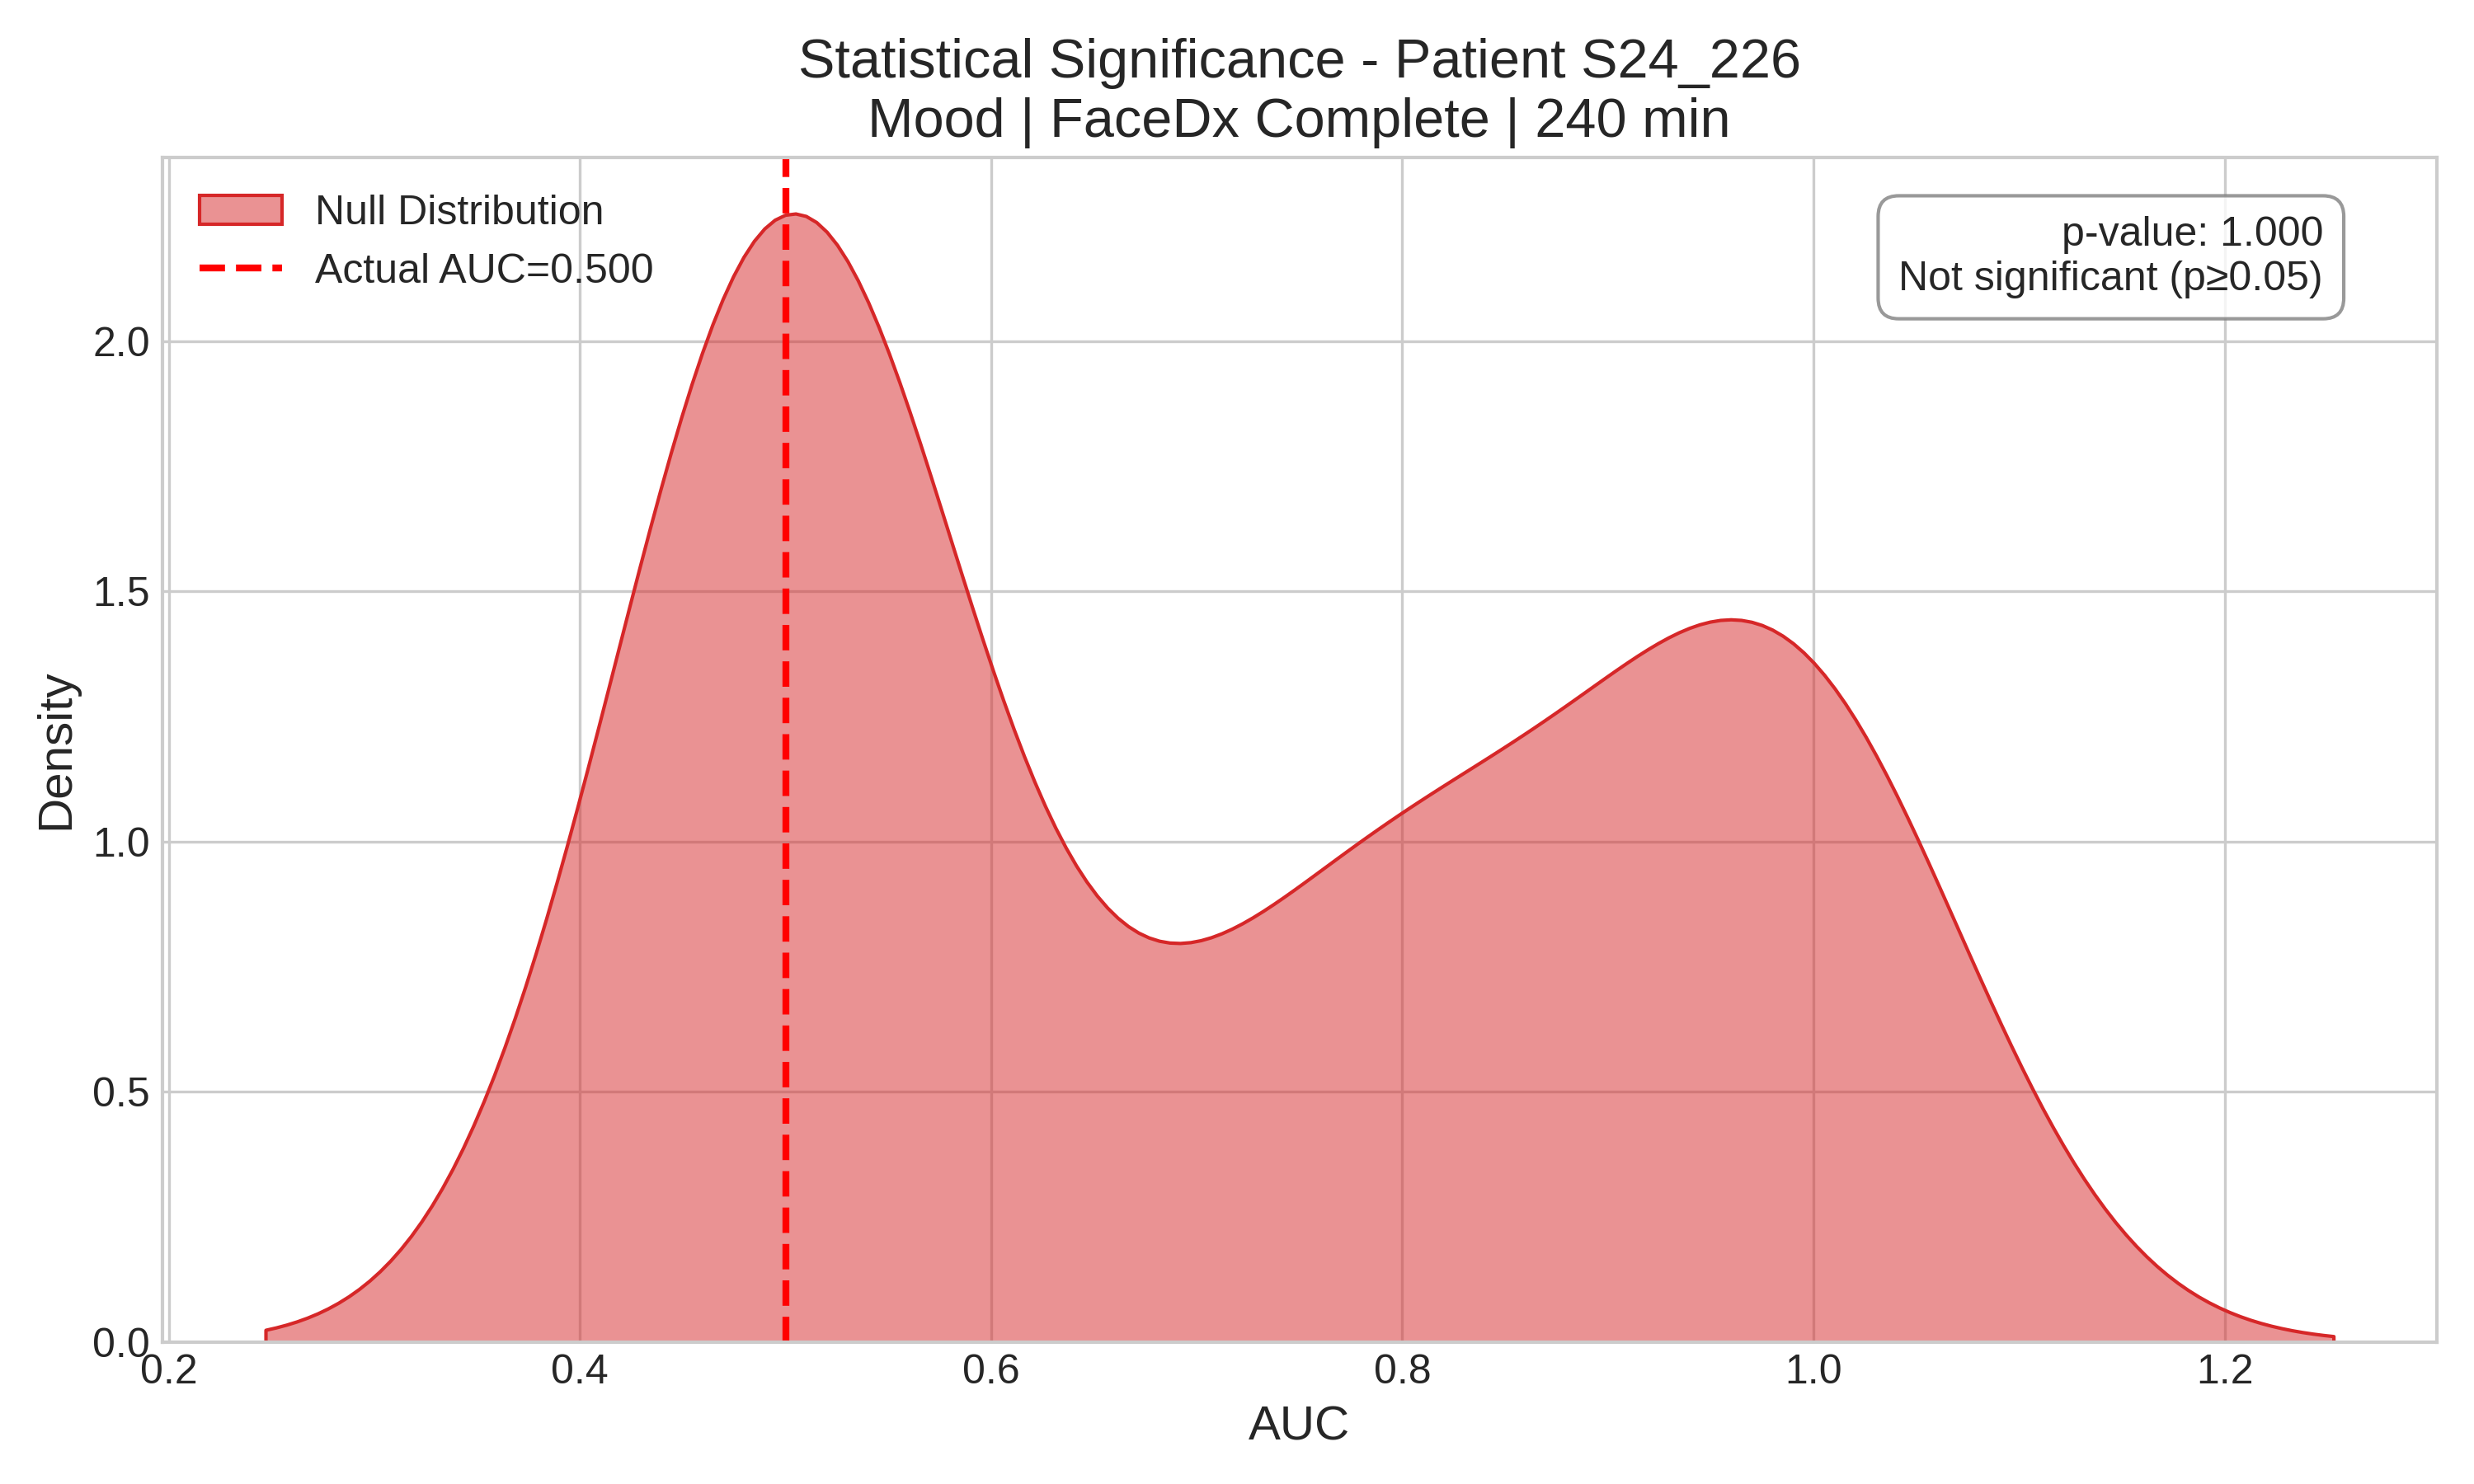 Statistical Significance - Patient S24_226
Mood | FaceDx Complete | 240 min
Null Distribution
Actual AUC=0.500
p-value: 1.000
Not significant (p≥0.05)
Density
2.0
1.5
1.0
0.5
0.0
0.2
0.4
0.6
0.8
1.0
1.2
AUC